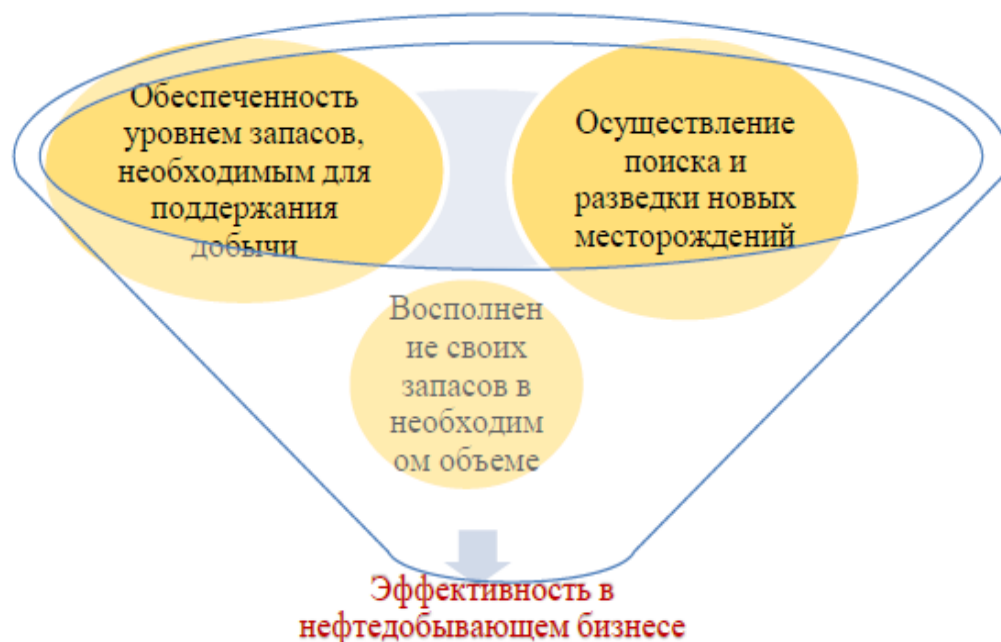 Обеспеченность
уровнем запасов,
необходимым для
поддержания
добычи
Осуществление
поиска и
разведки новых
месторождений
Восполнен
ие своих
запасов в
необходим
ом объеме
Эффективность в
нефтедобывающем бизнесе